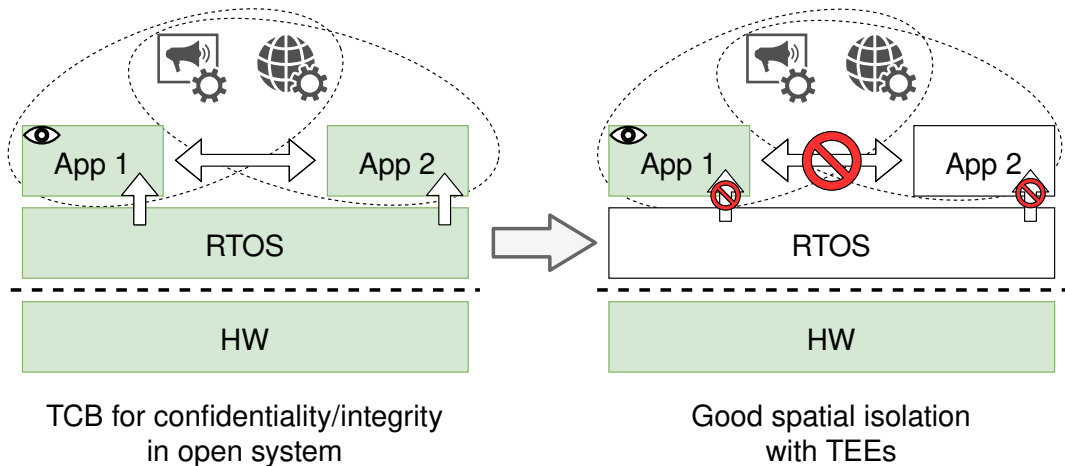 App 1
App 2
RTOS
HW
TCB for confidentiality/integrity
in open system
App 1
App 2
RTOS
HW
Good spatial isolation
with TEEs